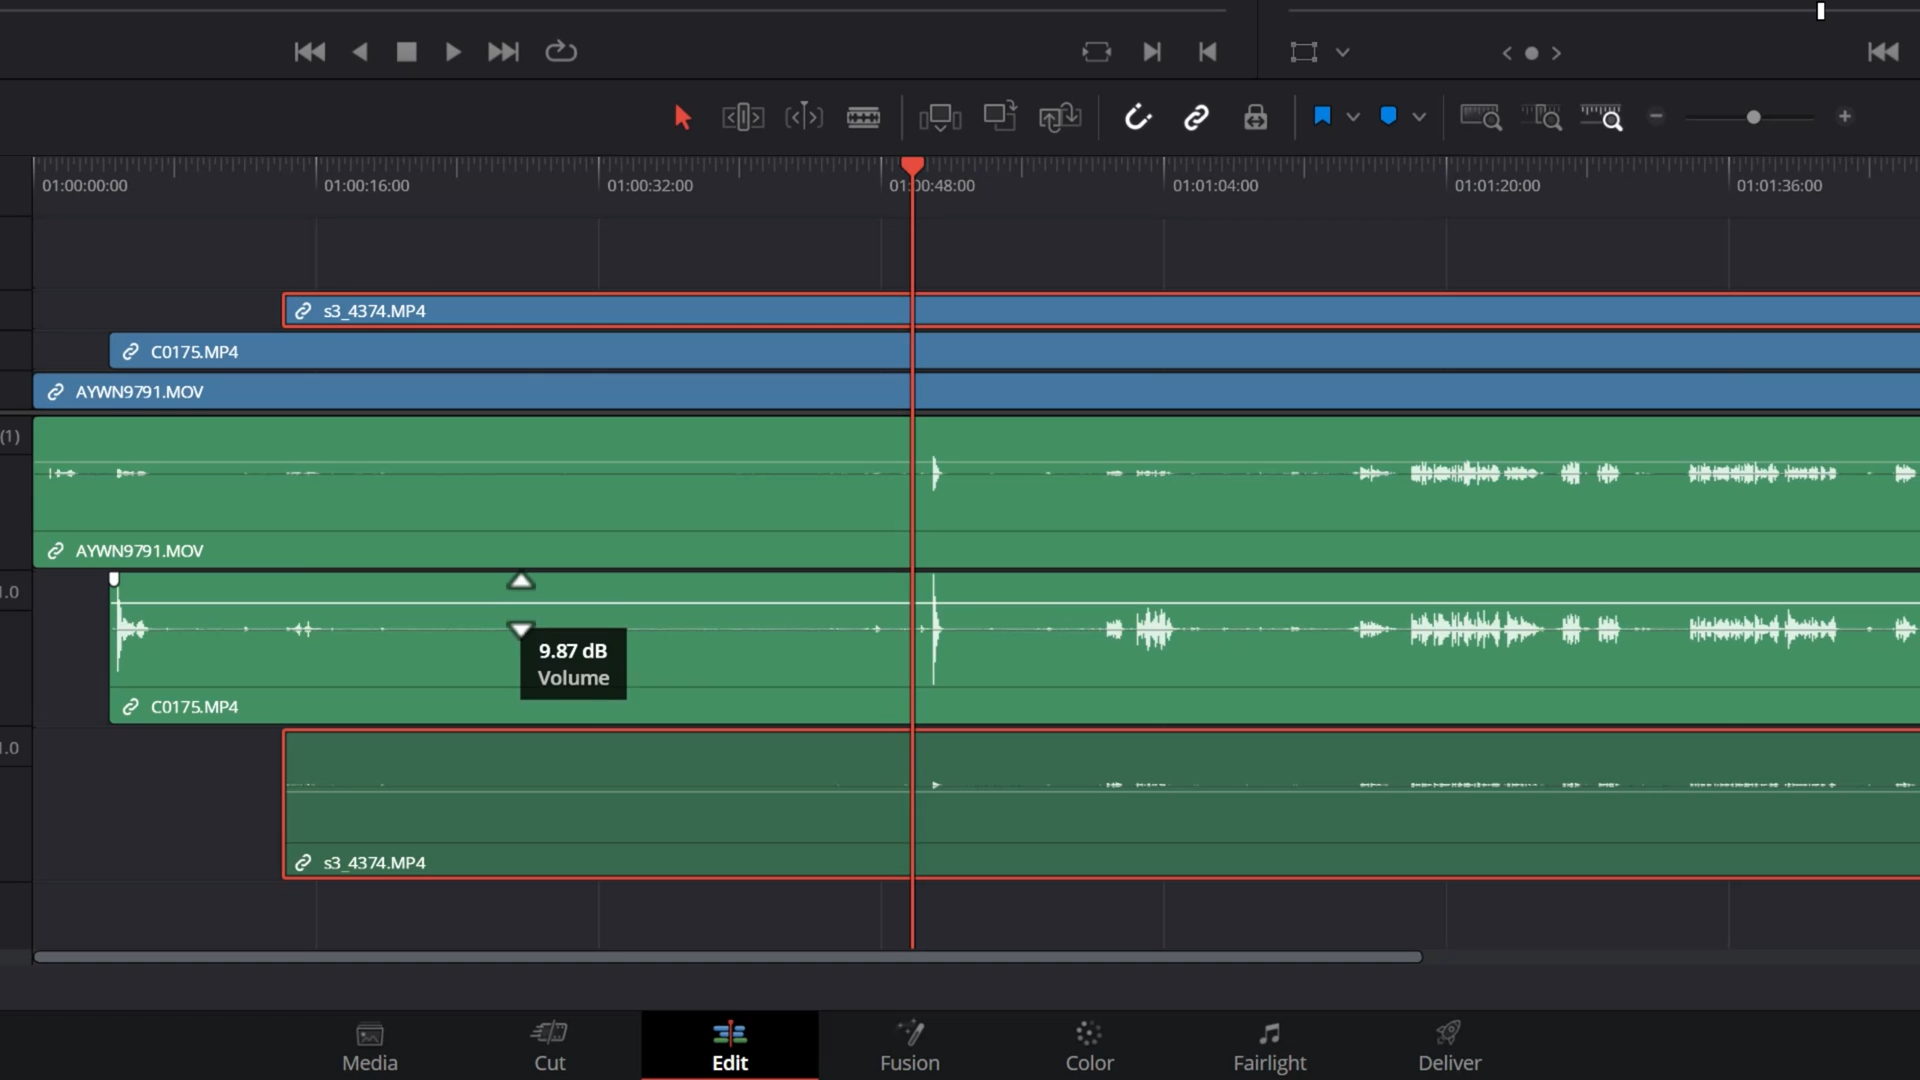 01:00:00:00
01:00:16:00
01:00:32:00
01:00:48:00
01:01:04:00
01:01:20:00
01:01:36:00
s3_4374.MP4
C0175.MP4
AYWN9791.MOV
(1)
AYWN9791.MOV
1.0
9.87 dB
Volume
C0175.MP4
1.0
s3_4374.MP4
Media
Cut
Edit
Fusion
Color
Fairlight
Deliver